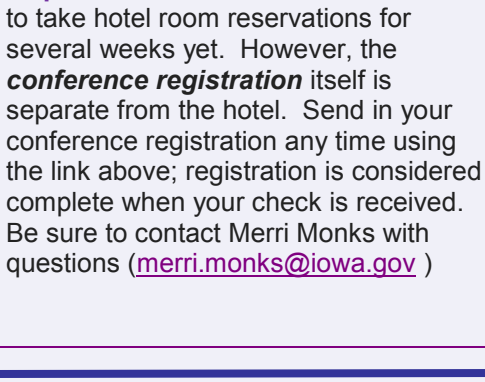 to take hotel room reservations for
several weeks yet.  However, the
conference registration itself is
separate from the hotel.  Send in your
conference registration any time using
the link above; registration is considered
complete when your check is received.
Be sure to contact Merri Monks with
questions (merri.monks@iowa.gov )